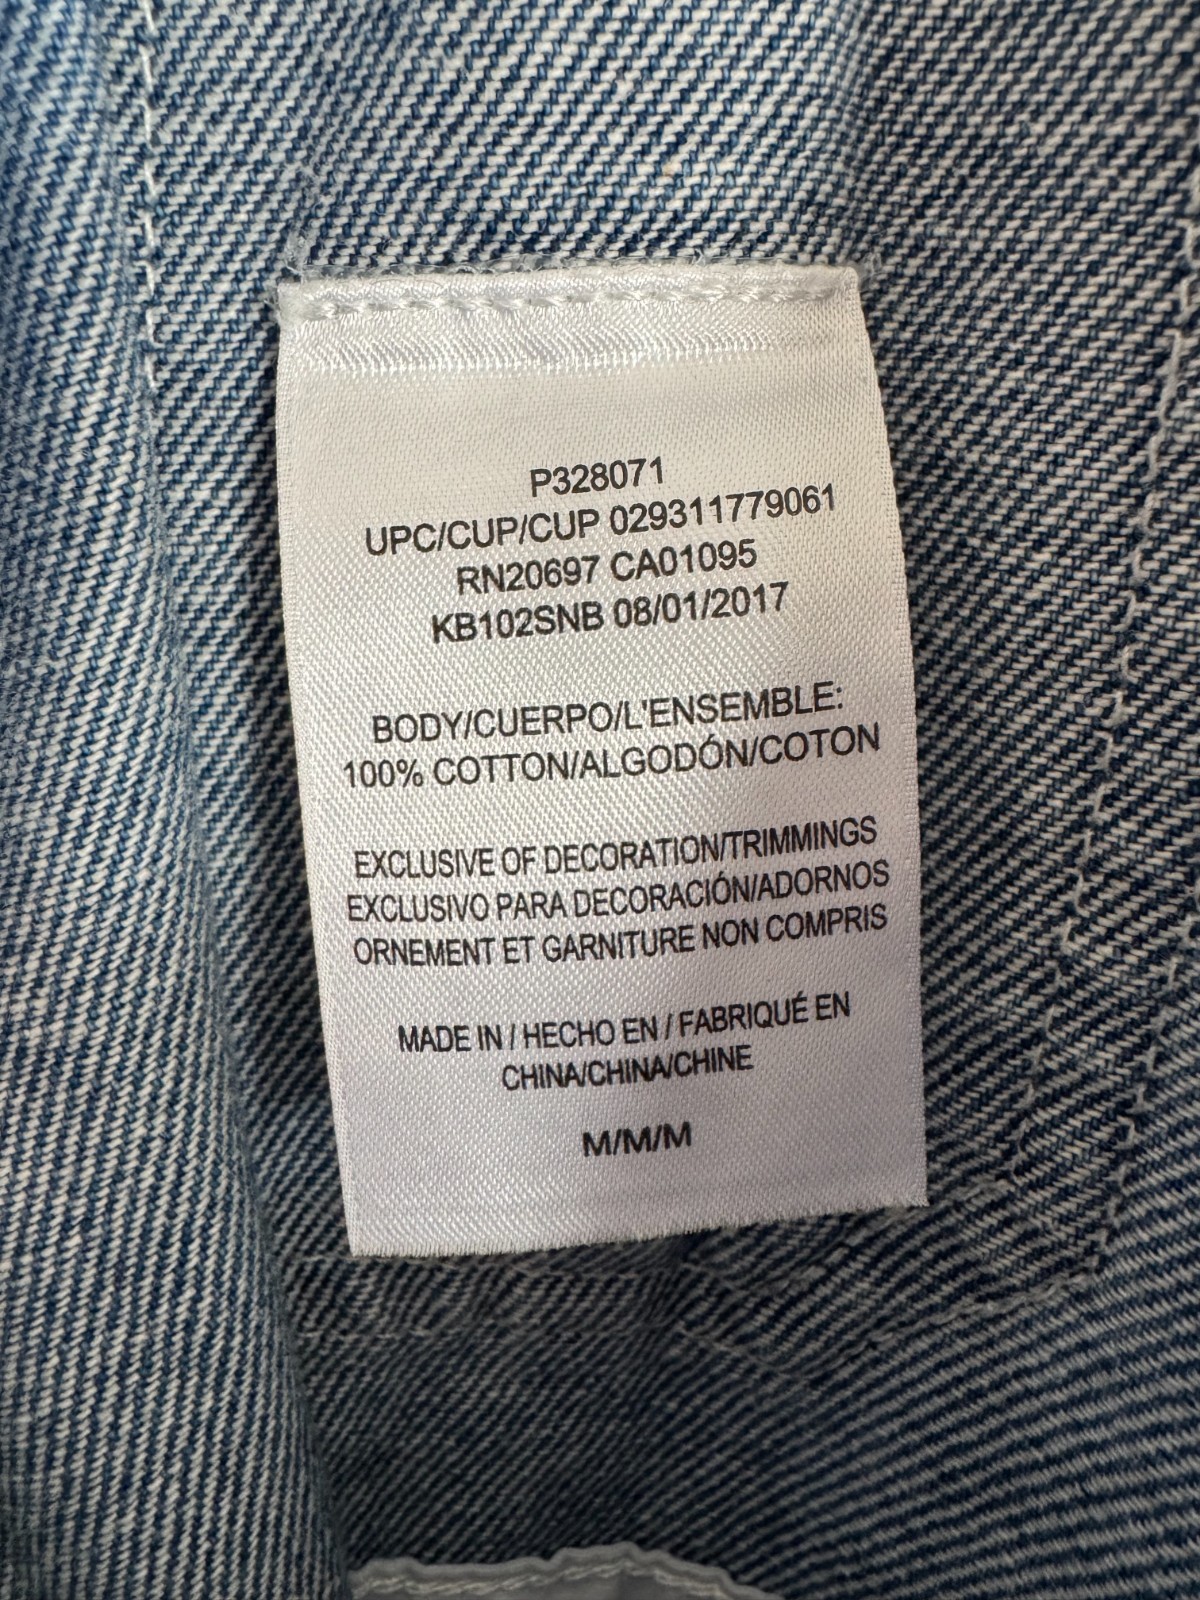 P328071
UPC/CUP/CUP 029311779061
RN20697 CA01095
KB102SNB 08/01/2017
BODY/CUERPO/L'ENSEMBLE:
100% COTTON/ALGODÓN/COTON
EXCLUSIVE OF DECORATION/TRIMMINGS
EXCLUSIVO PARA DECORACIÓN/ADORNOS
ORNEMENT ET GARNITURE NON COMPRIS
MADE IN / HECHO EN / FABRIQUÉ EN
CHINA/CHINA/CHINE
M/M/M